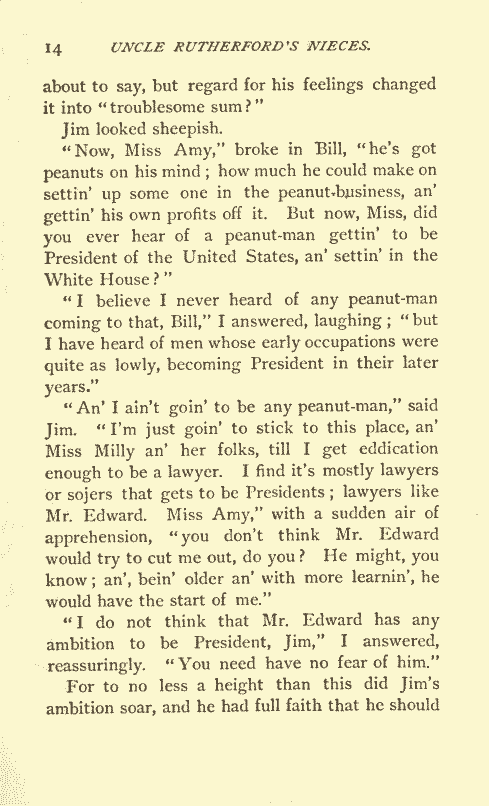 14 UNCLE RUTHERFORD'S NIECES.
about to say, but regard for his feelings changed
it into “troublesome sum?”
Jim looked sheepish.
“Now, Miss Amy,” broke in Bill, “he's got
peanuts on his mind; how much he could make on
settin' up some one in the peanut-business, an'
gettin' his own profits off it. But now, Miss, did
you ever hear of a peanut-man gettin' to be
President of the United States, an' settin' in the
White House?”
“I believe I never heard of any peanut-man
coming to that, Bill,” I answered, laughing; “but
I have heard of men whose early occupations were
quite as lowly, becoming President in their later
years.”
“An' I ain't goin' to be any peanut-man,” said
Jim. “I'm just goin' to stick to this place, an'
Miss Milly an' her folks, till I get eddication
enough to be a lawyer. I find it's mostly lawyers
or sojers that gets to be Presidents; lawyers like
Mr. Edward. Miss Amy,” with a sudden air of
apprehension, “you don't think Mr. Edward
would try to cut me out, do you? He might, you
know; an', bein' older an' with more learnin', he
would have the start of me.”
“I do not think that Mr. Edward has any
ambition to be President, Jim,” I answered,
reassuringly. “You need have no fear of him.”
For to no less a height than this did Jim's
ambition soar, and he had full faith that he should